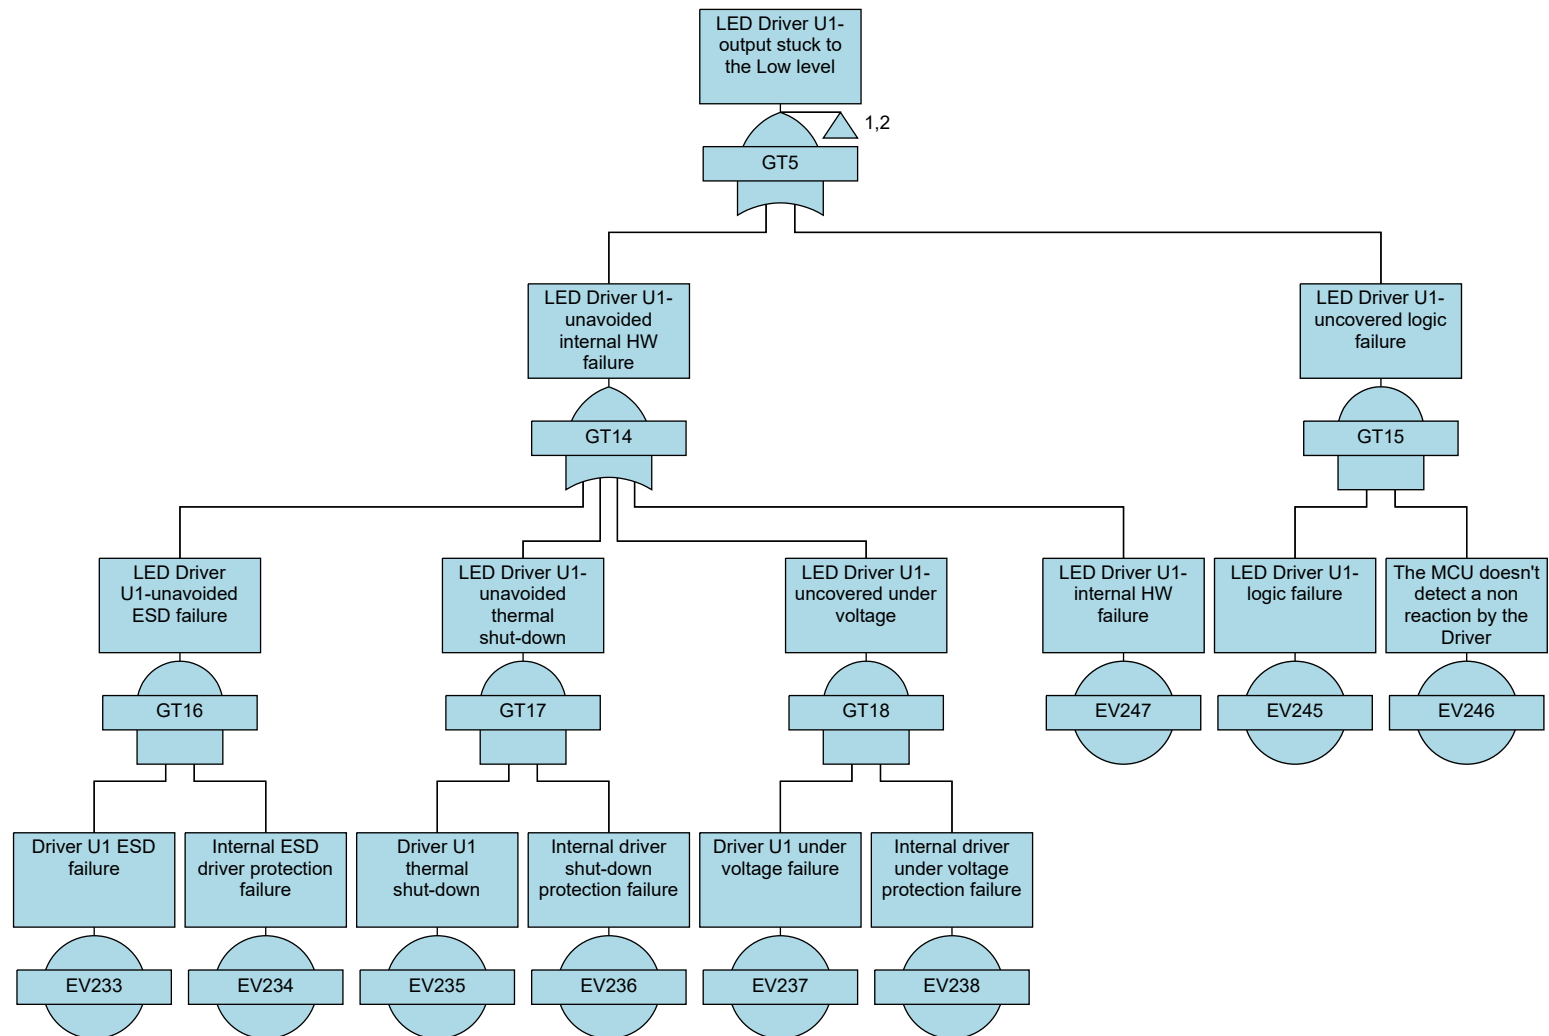 LED Driver U1-
output stuck to
the Low level
1,2
GT5
LED Driver U1-
unavoided
internal HW
failure
LED Driver U1-
uncovered logic
failure
GT14
GT15
LED Driver
U1-unavoided
ESD failure
LED Driver U1-
unavoided
thermal
shut-down
LED Driver U1-
uncovered under
voltage
LED Driver U1-
internal HW
failure
LED Driver U1-
logic failure
The MCU doesn't
detect a non
reaction by the
Driver
GT16
GT17
GT18
EV247
EV245
EV246
Driver U1 ESD
failure
Internal ESD
driver protection
failure
Driver U1
thermal
shut-down
Internal driver
shut-down
protection failure
Driver U1 under
voltage failure
Internal driver
under voltage
protection failure
EV233
EV234
EV235
EV236
EV237
EV238